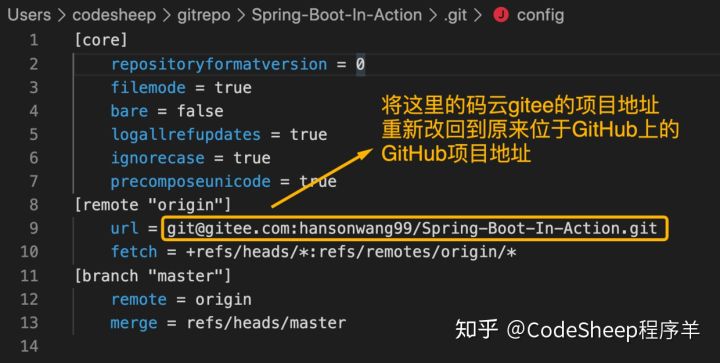 Users > codesheep > gitrepo > Spring-Boot-In-Action > .git > J config
1 [core]
2 repositoryformatversion = 0
3 filemode = true
4 bare = false
将这里的码云gitee的项目地址
5 logallrefupdates = true
重新改回到原来位于GitHub上的
6 ignorecase = true
GitHub项目地址
7 precomposeunicode = true
8 [remote "origin"]
9 url = git@gitee.com:hansonwang99/Spring-Boot-In-Action.git
10 fetch = +refs/heads/*:refs/remotes/origin/*
11 [branch "master"]
12 remote = origin
13 merge = refs/heads/master
14
知乎 @CodeSheep程序羊